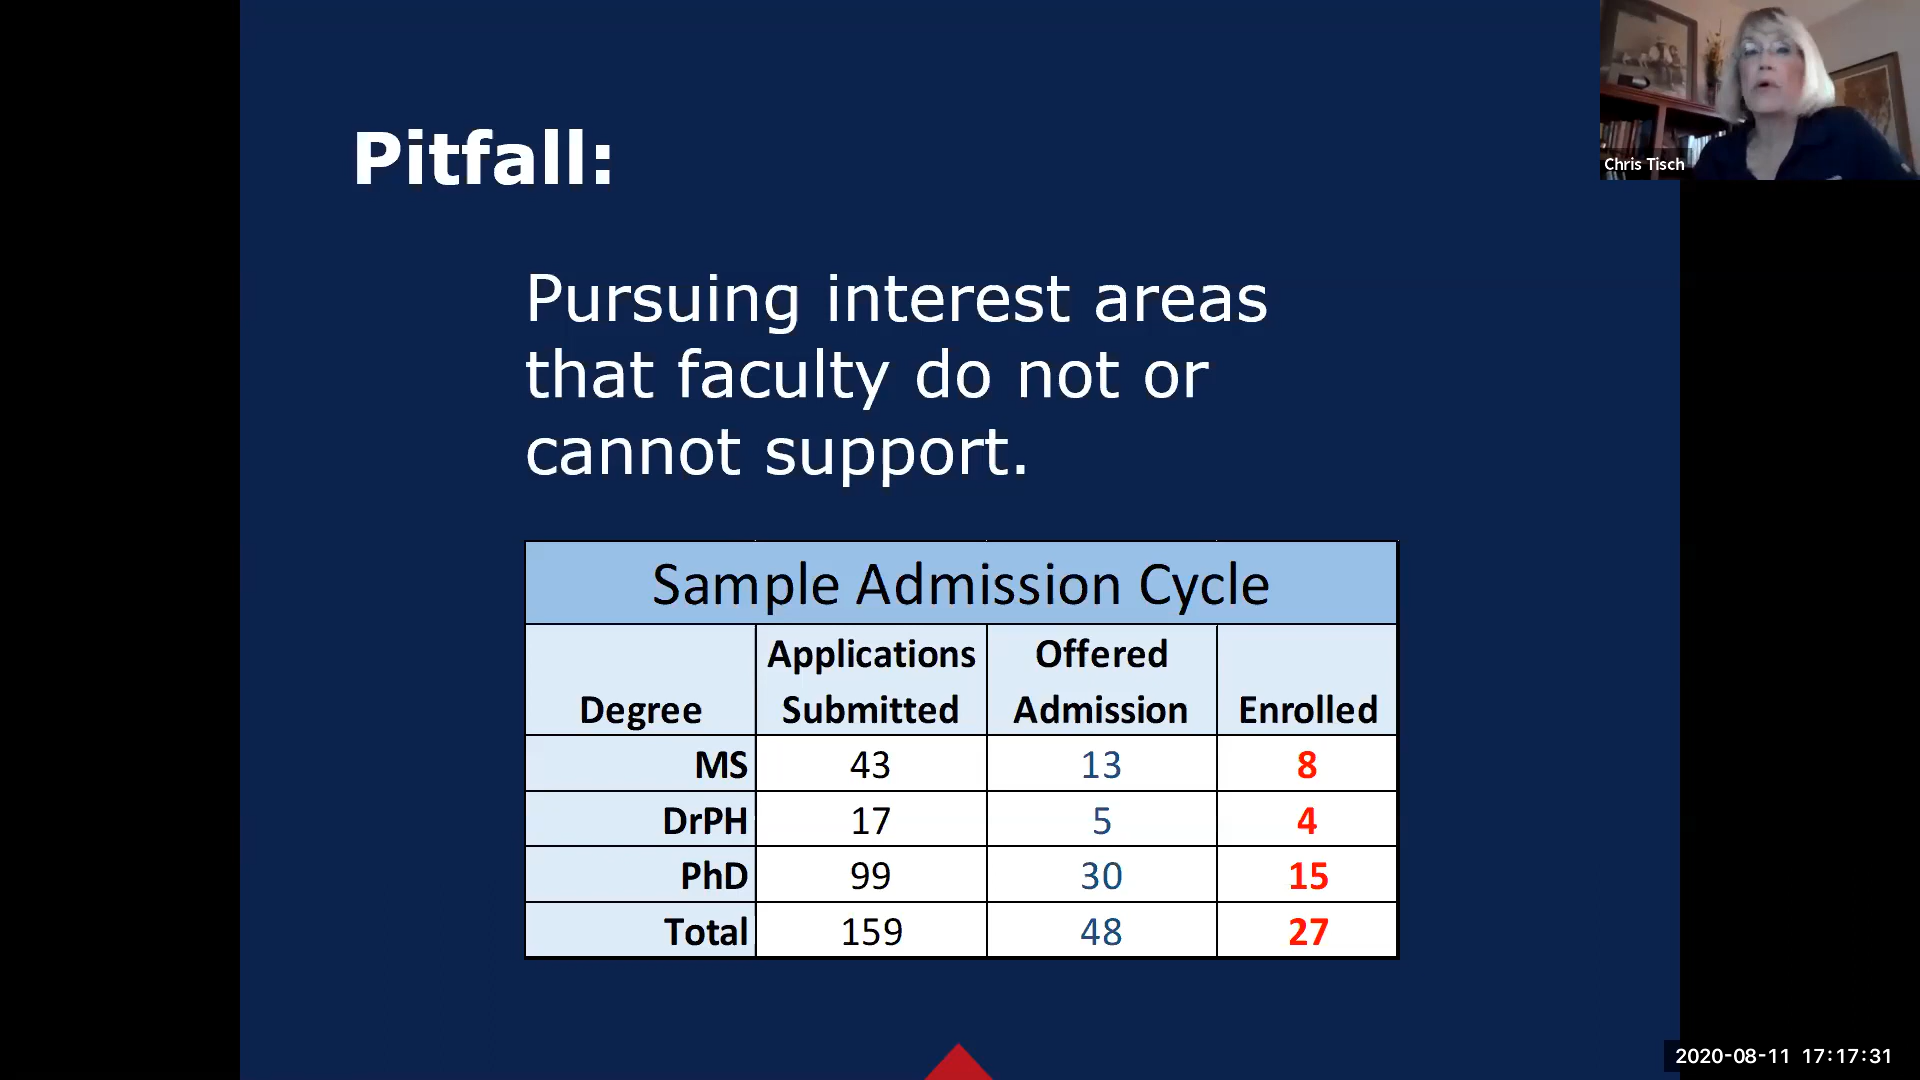 Pitfall:
Pursuing interest areas
that faculty do not or
cannot support.
Sample Admission Cycle
Degree Applications Submitted Offered Admission Enrolled
MS 43 13 8
DrPH 17 5 4
PhD 99 30 15
Total 159 48 27
Chris Tisch
2020-08-11 17:17:31